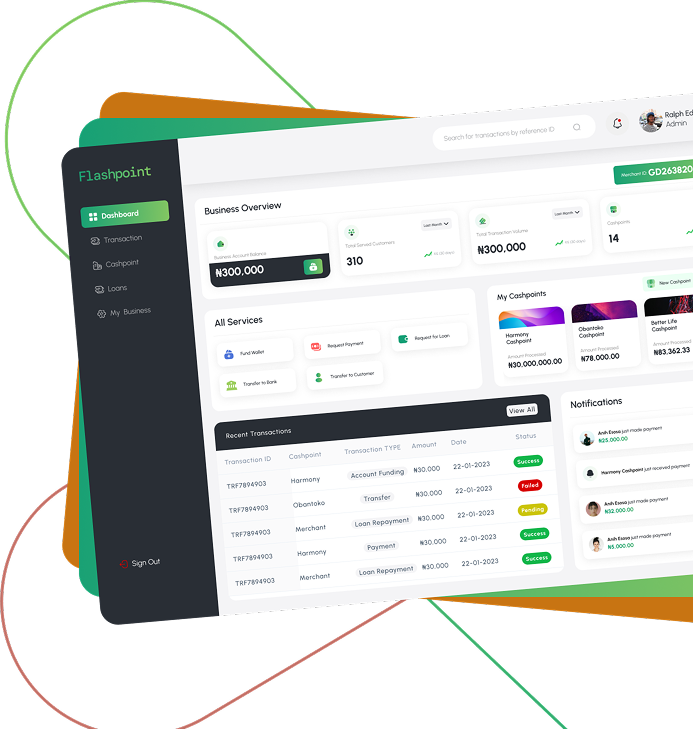 Flashpoint
Dashboard
Transaction
Cashpoint
Loans
My Business
Sign Out
Search for transactions by reference ID
Ralph Ed
Admin
Merchant ID: GD263820
Business Overview
Business Account Balance
₦300,000
Last Month
Total Served Customers
310
Last Month
Total Transaction Volume
₦300,000
Cashpoints
14
All Services
Fund Wallet
Request Payment
Request for Loan
Transfer to Bank
Transfer to Customer
My Cashpoints
New Cashpoint
Harmony
Cashpoint
Amount Processed
₦30,000,000.00
Obantoko
Cashpoint
Amount Processed
₦78,000.00
Better Life
Cashpoint
Amount Processed
₦83,362.33
Recent Transactions
View All
Transaction ID Cashpoint Transaction TYPE Amount Date Status
TRF7894903 Harmony Account Funding ₦30,000 22-01-2023 Success
TRF7894903 Obantoko Transfer ₦30,000 22-01-2023 Failed
TRF7894903 Merchant Loan Repayment ₦30,000 22-01-2023 Pending
TRF7894903 Harmony Payment ₦30,000 22-01-2023 Success
TRF7894903 Merchant Loan Repayment ₦30,000 22-01-2023 Success
Notifications
Anih Esosa just made payment
₦25,000.00
Harmony Cashpoint just received payment
Anih Esosa just made payment
₦32,000.00
Anih Esosa just made payment
₦5,000.00